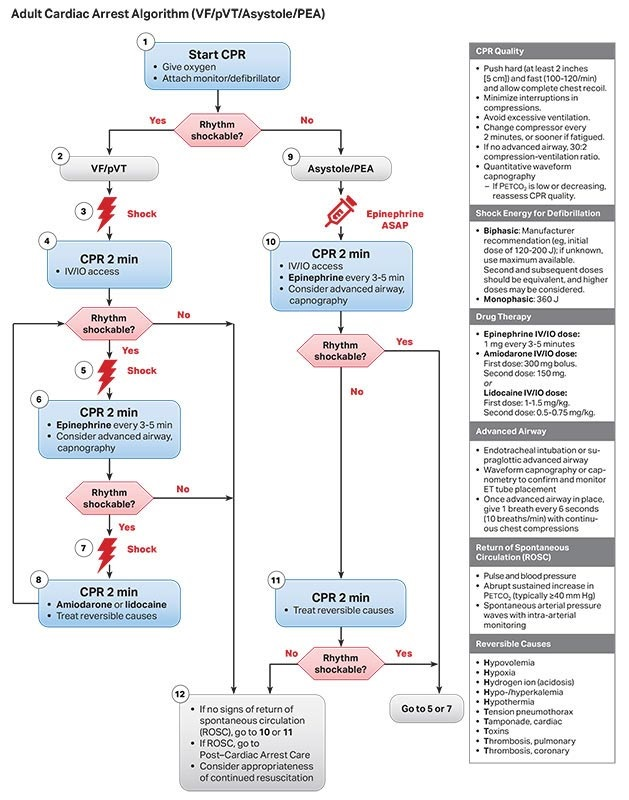 Adult Cardiac Arrest Algorithm (VF/pVT/Asystole/PEA)
1
Start CPR
• Give oxygen
• Attach monitor/defibrillator
Yes
Rhythm
shockable?
No
2
VF/pVT
3
Shock
4
CPR 2 min
• IV/IO access
Rhythm
shockable?
No
Yes
5
Shock
6
CPR 2 min
• Epinephrine every 3-5 min
• Consider advanced airway,
capnography
Rhythm
shockable?
No
Yes
7
Shock
8
CPR 2 min
• Amiodarone or lidocaine
• Treat reversible causes
9
Asystole/PEA
Epinephrine
ASAP
10
CPR 2 min
• IV/IO access
• Epinephrine every 3-5 min
• Consider advanced airway,
capnography
Rhythm
shockable?
Yes
No
11
CPR 2 min
• Treat reversible causes
No
Rhythm
shockable?
Yes
12
• If no signs of return of
spontaneous circulation
(ROSC), go to 10 or 11
• If ROSC, go to
Post–Cardiac Arrest Care
• Consider appropriateness
of continued resuscitation
Go to 5 or 7
CPR Quality
• Push hard (at least 2 inches
[5 cm]) and fast (100-120/min)
and allow complete chest recoil.
• Minimize interruptions in
compressions.
• Avoid excessive ventilation.
• Change compressor every
2 minutes, or sooner if fatigued.
• If no advanced airway, 30:2
compression-ventilation ratio.
• Quantitative waveform
capnography
– If PETCO2 is low or decreasing,
reassess CPR quality.
Shock Energy for Defibrillation
• Biphasic: Manufacturer
recommendation (eg, initial
dose of 120-200 J); if unknown,
use maximum available.
Second and subsequent doses
should be equivalent, and higher
doses may be considered.
• Monophasic: 360 J
Drug Therapy
• Epinephrine IV/IO dose:
1 mg every 3-5 minutes
• Amiodarone IV/IO dose:
First dose: 300 mg bolus.
Second dose: 150 mg.
or
Lidocaine IV/IO dose:
First dose: 1-1.5 mg/kg.
Second dose: 0.5-0.75 mg/kg.
Advanced Airway
• Endotracheal intubation or su-
praglottic advanced airway
• Waveform capnography or cap-
nometry to confirm and monitor
ET tube placement
• Once advanced airway in place,
give 1 breath every 6 seconds
(10 breaths/min) with continu-
ous chest compressions
Return of Spontaneous
Circulation (ROSC)
• Pulse and blood pressure
• Abrupt sustained increase in
PETCO2 (typically ≥40 mm Hg)
• Spontaneous arterial pressure
waves with intra-arterial
monitoring
Reversible Causes
• Hypovolemia
• Hypoxia
• Hydrogen ion (acidosis)
• Hypo-/hyperkalemia
• Hypothermia
• Tension pneumothorax
• Tamponade, cardiac
• Toxins
• Thrombosis, pulmonary
• Thrombosis, coronary